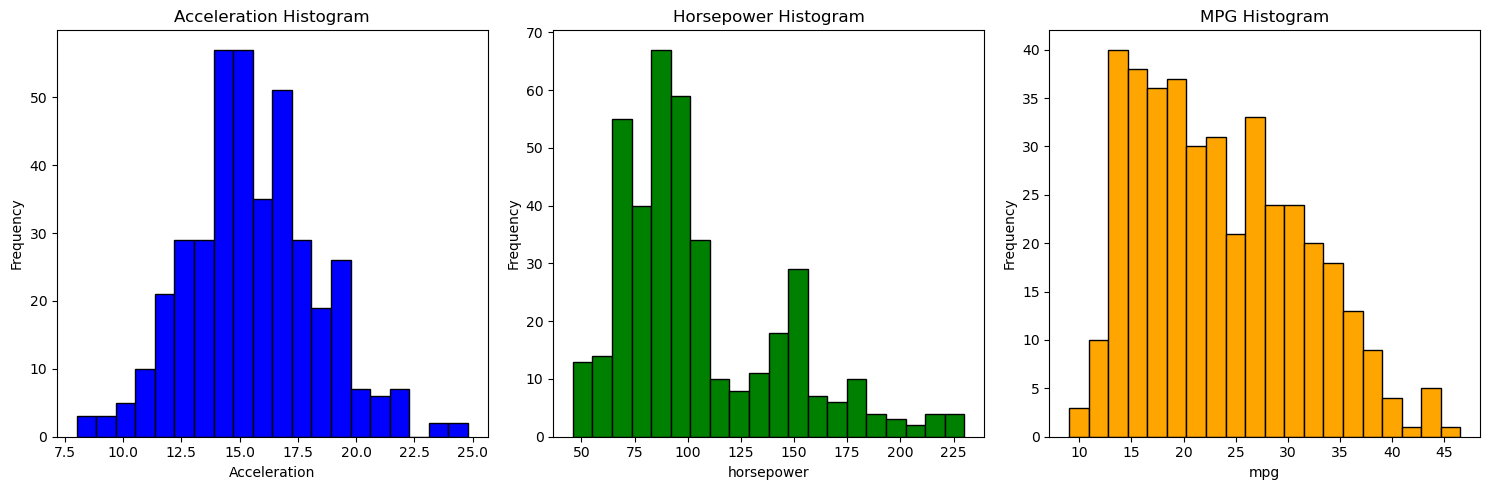 Acceleration Histogram
Frequency
0
10
20
30
40
50
7.5 10.0 12.5 15.0 17.5 20.0 22.5 25.0
Acceleration
Horsepower Histogram
Frequency
0
10
20
30
40
50
60
70
50 75 100 125 150 175 200 225
horsepower
MPG Histogram
Frequency
0
5
10
15
20
25
30
35
40
10 15 20 25 30 35 40 45
mpg